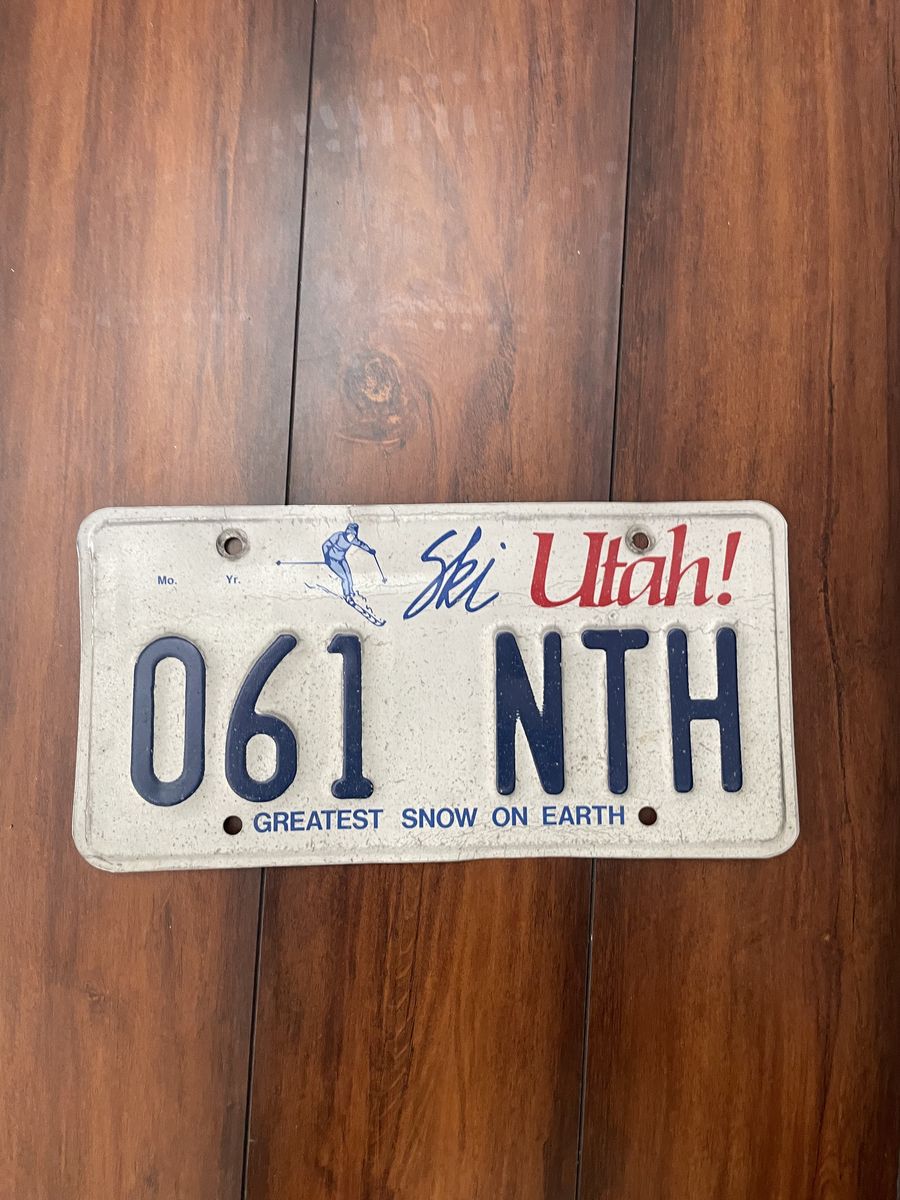 Mo. Yr. Ski Utah!
061 NTH
GREATEST SNOW ON EARTH